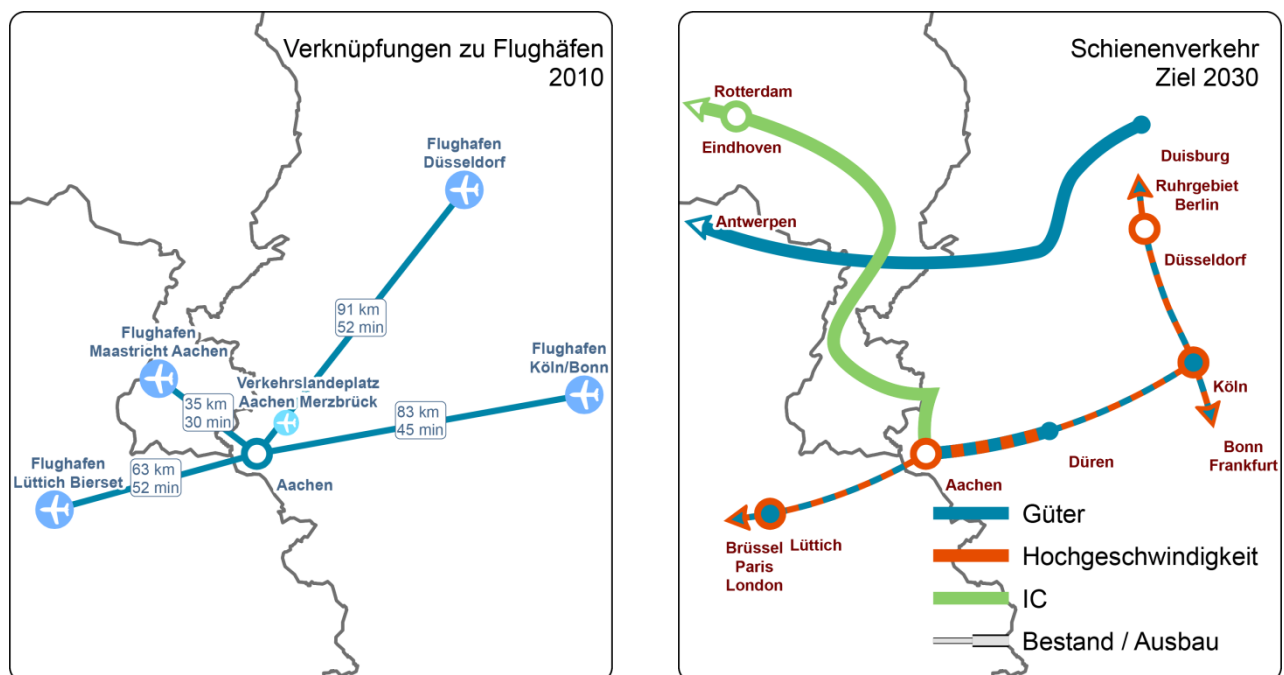 Verknüpfungen zu Flughäfen
2010
Flughafen
Düsseldorf
91 km
52 min
Flughafen
Maastricht Aachen
Flughafen
Köln/Bonn
Verkehrslandeplatz
Aachen Merzbrück
35 km
30 min
83 km
45 min
Flughafen
Lüttich Bierset
63 km
52 min
Aachen
Schienenverkehr
Ziel 2030
Rotterdam
Eindhoven
Duisburg
Ruhrgebiet
Berlin
Antwerpen
Düsseldorf
Köln
Bonn
Frankfurt
Düren
Aachen
Lüttich
Brüssel
Paris
London
Güter
Hochgeschwindigkeit
IC
Bestand / Ausbau